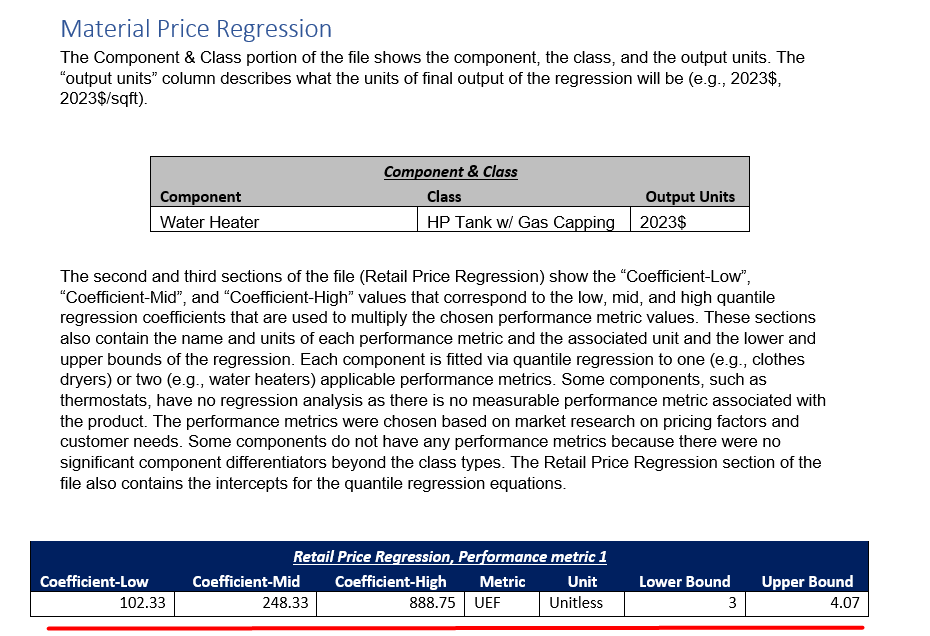 Material Price Regression
The Component & Class portion of the file shows the component, the class, and the output units. The
“output units” column describes what the units of final output of the regression will be (e.g., 2023$,
2023$/sqft).
Component & Class
Component Class Output Units
Water Heater HP Tank w/ Gas Capping 2023$
The second and third sections of the file (Retail Price Regression) show the “Coefficient-Low”,
“Coefficient-Mid”, and “Coefficient-High” values that correspond to the low, mid, and high quantile
regression coefficients that are used to multiply the chosen performance metric values. These sections
also contain the name and units of each performance metric and the associated unit and the lower and
upper bounds of the regression. Each component is fitted via quantile regression to one (e.g., clothes
dryers) or two (e.g., water heaters) applicable performance metrics. Some components, such as
thermostats, have no regression analysis as there is no measurable performance metric associated with
the product. The performance metrics were chosen based on market research on pricing factors and
customer needs. Some components do not have any performance metrics because there were no
significant component differentiators beyond the class types. The Retail Price Regression section of the
file also contains the intercepts for the quantile regression equations.
Retail Price Regression, Performance metric 1
Coefficient-Low Coefficient-Mid Coefficient-High Metric Unit Lower Bound Upper Bound
102.33 248.33 888.75 UEF Unitless 3 4.07